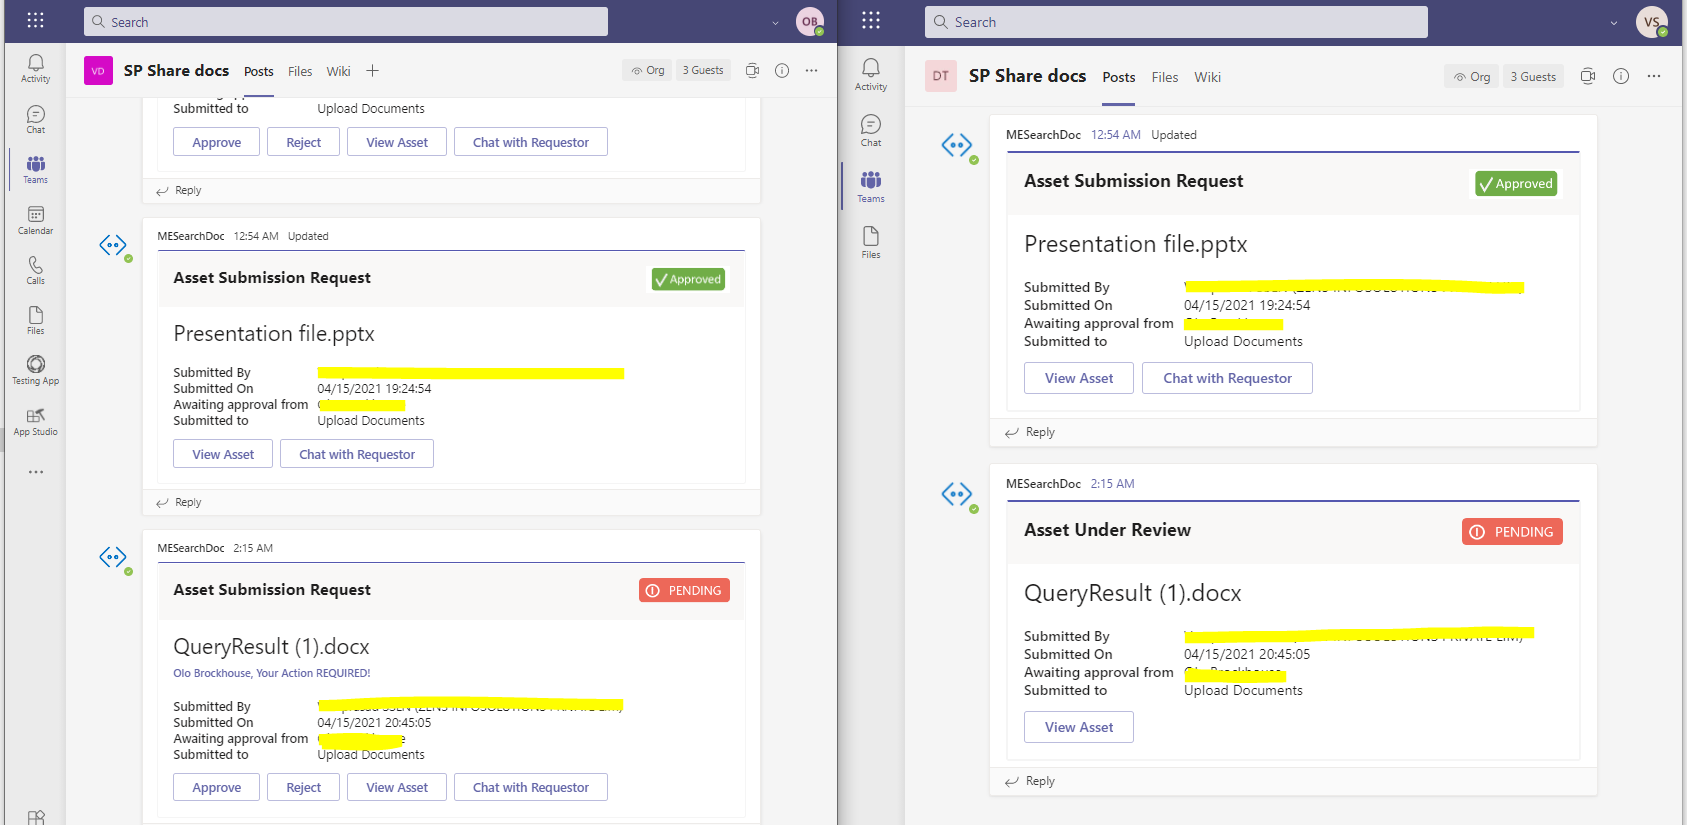 Search
OB
Activity
Chat
Teams
Calendar
Calls
Files
Testing App
App Studio
VD
SP Share docs
Posts
Files
Wiki
Org
3 Guests
Submitted to Upload Documents
Approve
Reject
View Asset
Chat with Requestor
Reply
MESearchDoc 12:54 AM Updated
Asset Submission Request
Approved
Presentation file.pptx
Submitted By
Submitted On 04/15/2021 19:24:54
Awaiting approval from
Submitted to Upload Documents
View Asset
Chat with Requestor
Reply
MESearchDoc 2:15 AM
Asset Submission Request
PENDING
QueryResult (1).docx
Olo Brockhouse, Your Action REQUIRED!
Submitted By
Submitted On 04/15/2021 20:45:05
Awaiting approval from
Submitted to Upload Documents
Approve
Reject
View Asset
Chat with Requestor
Search
VS
Activity
Chat
Teams
Files
DT
SP Share docs
Posts
Files
Wiki
Org
3 Guests
MESearchDoc 12:54 AM Updated
Asset Submission Request
Approved
Presentation file.pptx
Submitted By
Submitted On 04/15/2021 19:24:54
Awaiting approval from
Submitted to Upload Documents
View Asset
Chat with Requestor
Reply
MESearchDoc 2:15 AM
Asset Under Review
PENDING
QueryResult (1).docx
Submitted By
Submitted On 04/15/2021 20:45:05
Awaiting approval from
Submitted to Upload Documents
View Asset
Reply